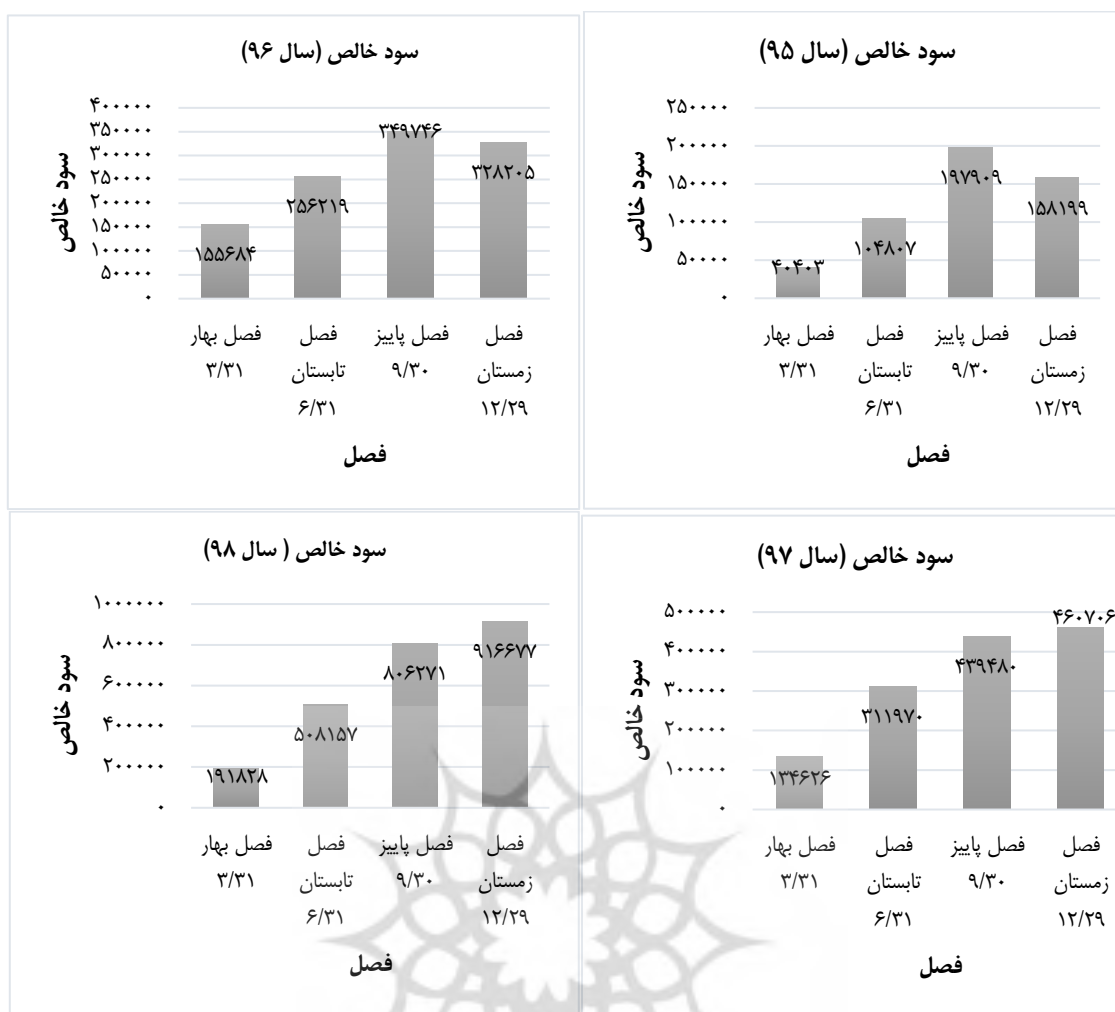 سود خالص (سال ۹۵)
سود خالص
۲۵۰۰۰۰
۲۰۰۰۰۰
۱۵۰۰۰۰
۱۰۰۰۰۰
۵۰۰۰۰
۰
۴۰۴۰۳
۱۰۴۸۰۷
۱۹۷۹۰۹
۱۵۸۱۹۹
فصل بهار
۳/۳۱
فصل
تابستان
۶/۳۱
فصل پاییز
۹/۳۰
فصل
زمستان
۱۲/۲۹
فصل
سود خالص (سال ۹۶)
سود خالص
۴۰۰۰۰۰
۳۵۰۰۰۰
۳۰۰۰۰۰
۲۵۰۰۰۰
۲۰۰۰۰۰
۱۵۰۰۰۰
۱۰۰۰۰۰
۵۰۰۰۰
۰
۱۵۵۶۸۴
۲۵۶۲۱۹
۳۴۹۷۴۶
۳۲۸۲۰۵
فصل بهار
۳/۳۱
فصل
تابستان
۶/۳۱
فصل پاییز
۹/۳۰
فصل
زمستان
۱۲/۲۹
فصل
سود خالص (سال ۹۷)
سود خالص
۵۰۰۰۰۰
۴۰۰۰۰۰
۳۰۰۰۰۰
۲۰۰۰۰۰
۱۰۰۰۰۰
۰
۱۳۴۶۲۶
۳۱۱۹۷۰
۴۳۹۴۸۰
۴۶۰۷۰۶
فصل بهار
۳/۳۱
فصل
تابستان
۶/۳۱
فصل پاییز
۹/۳۰
فصل
زمستان
۱۲/۲۹
فصل
سود خالص ( سال ۹۸)
سود خالص
۱۰۰۰۰۰۰
۸۰۰۰۰۰
۶۰۰۰۰۰
۴۰۰۰۰۰
۲۰۰۰۰۰
۰
۱۹۱۸۲۸
۵۰۸۱۵۷
۸۰۶۲۷۱
۹۱۶۶۷۷
فصل بهار
۳/۳۱
فصل
تابستان
۶/۳۱
فصل پاییز
۹/۳۰
فصل
زمستان
۱۲/۲۹
فصل